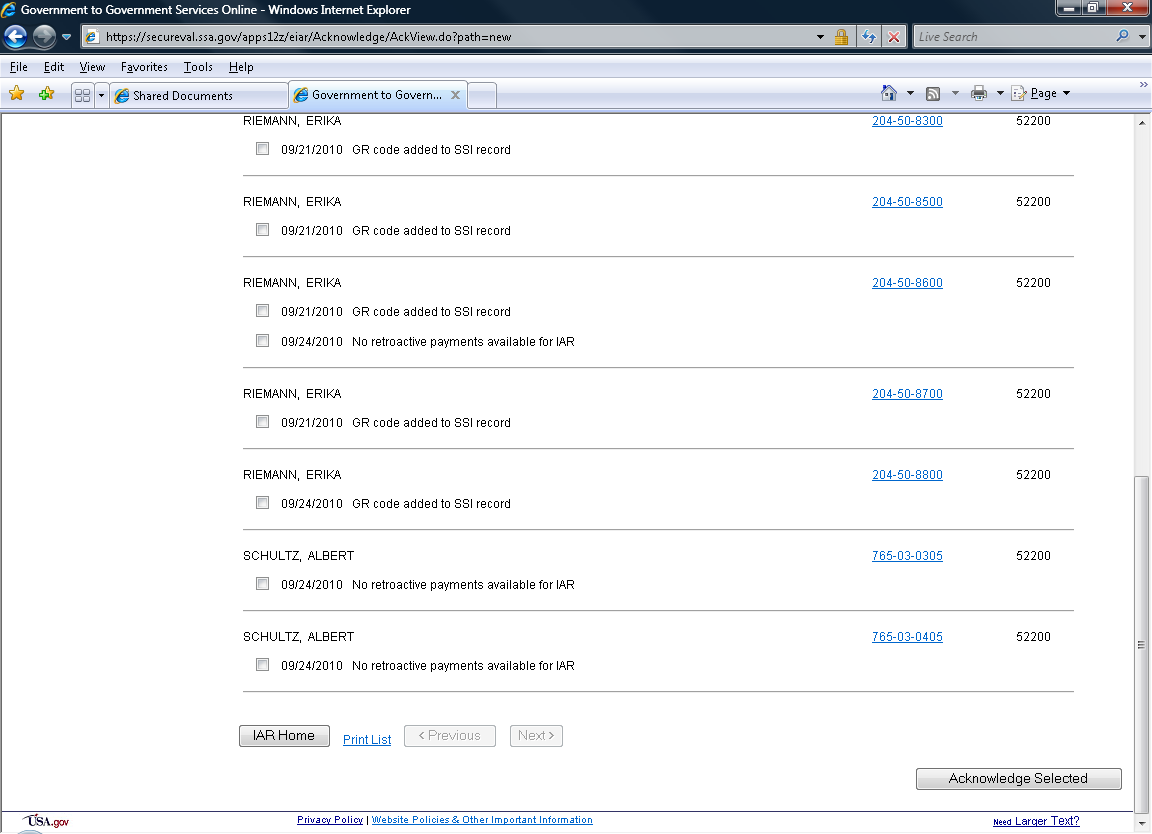 Government to Government Services Online - Windows Internet Explorer
https://secureval.ssa.gov/apps12z/eiar/Acknowledge/AckView.do?path=new Live Search
File Edit View Favorites Tools Help
Shared Documents Government to Govern... Page
RIEMANN, ERIKA 204-50-8300 52200
09/21/2010 GR code added to SSI record
RIEMANN, ERIKA 204-50-8500 52200
09/21/2010 GR code added to SSI record
RIEMANN, ERIKA 204-50-8600 52200
09/21/2010 GR code added to SSI record
09/24/2010 No retroactive payments available for IAR
RIEMANN, ERIKA 204-50-8700 52200
09/21/2010 GR code added to SSI record
RIEMANN, ERIKA 204-50-8800 52200
09/24/2010 GR code added to SSI record
SCHULTZ, ALBERT 765-03-0305 52200
09/24/2010 No retroactive payments available for IAR
SCHULTZ, ALBERT 765-03-0405 52200
09/24/2010 No retroactive payments available for IAR
IAR Home Print List < Previous Next >
Acknowledge Selected
USA.gov Privacy Policy | Website Policies & Other Important Information Need Larger Text?